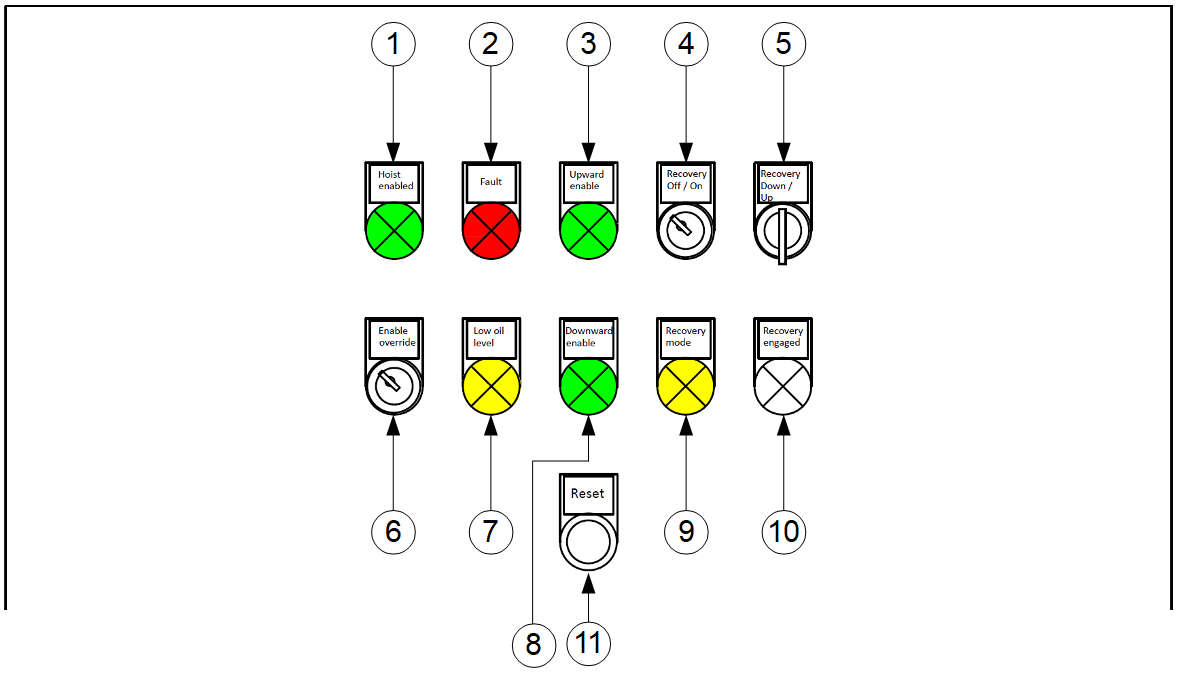 1
2
3
4
5
Hoist
enabled
Fault
Upward
enable
Recovery
Off / On
Recovery
Down /
Up
Enable
override
Low oil
level
Downward
enable
Recovery
mode
Recovery
engaged
Reset
6
7
9
10
8
11